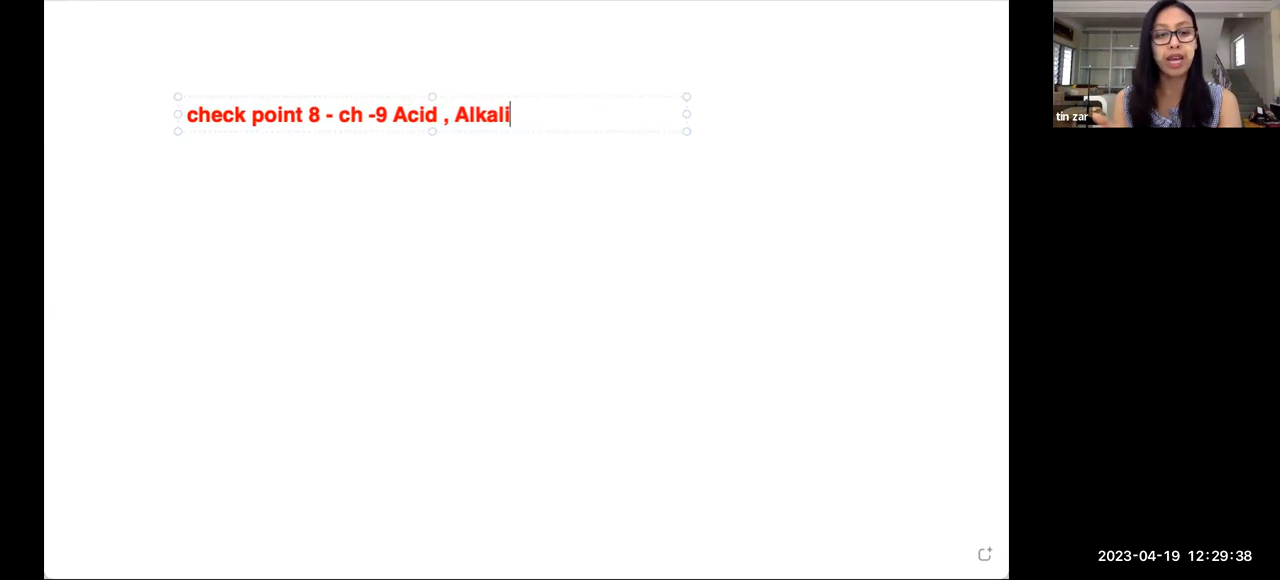 check point 8 - ch -9 Acid , Alkali
tin zar
2023-04-19 12:29:38